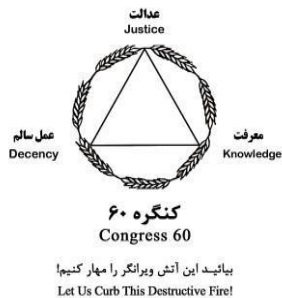 عدالت
Justice
عمل سالم
Decency
معرفت
Knowledge
کنگره ۶۰
Congress 60
بیائید این آتش ویرانگر را مهار کنیم!
Let Us Curb This Destructive Fire!